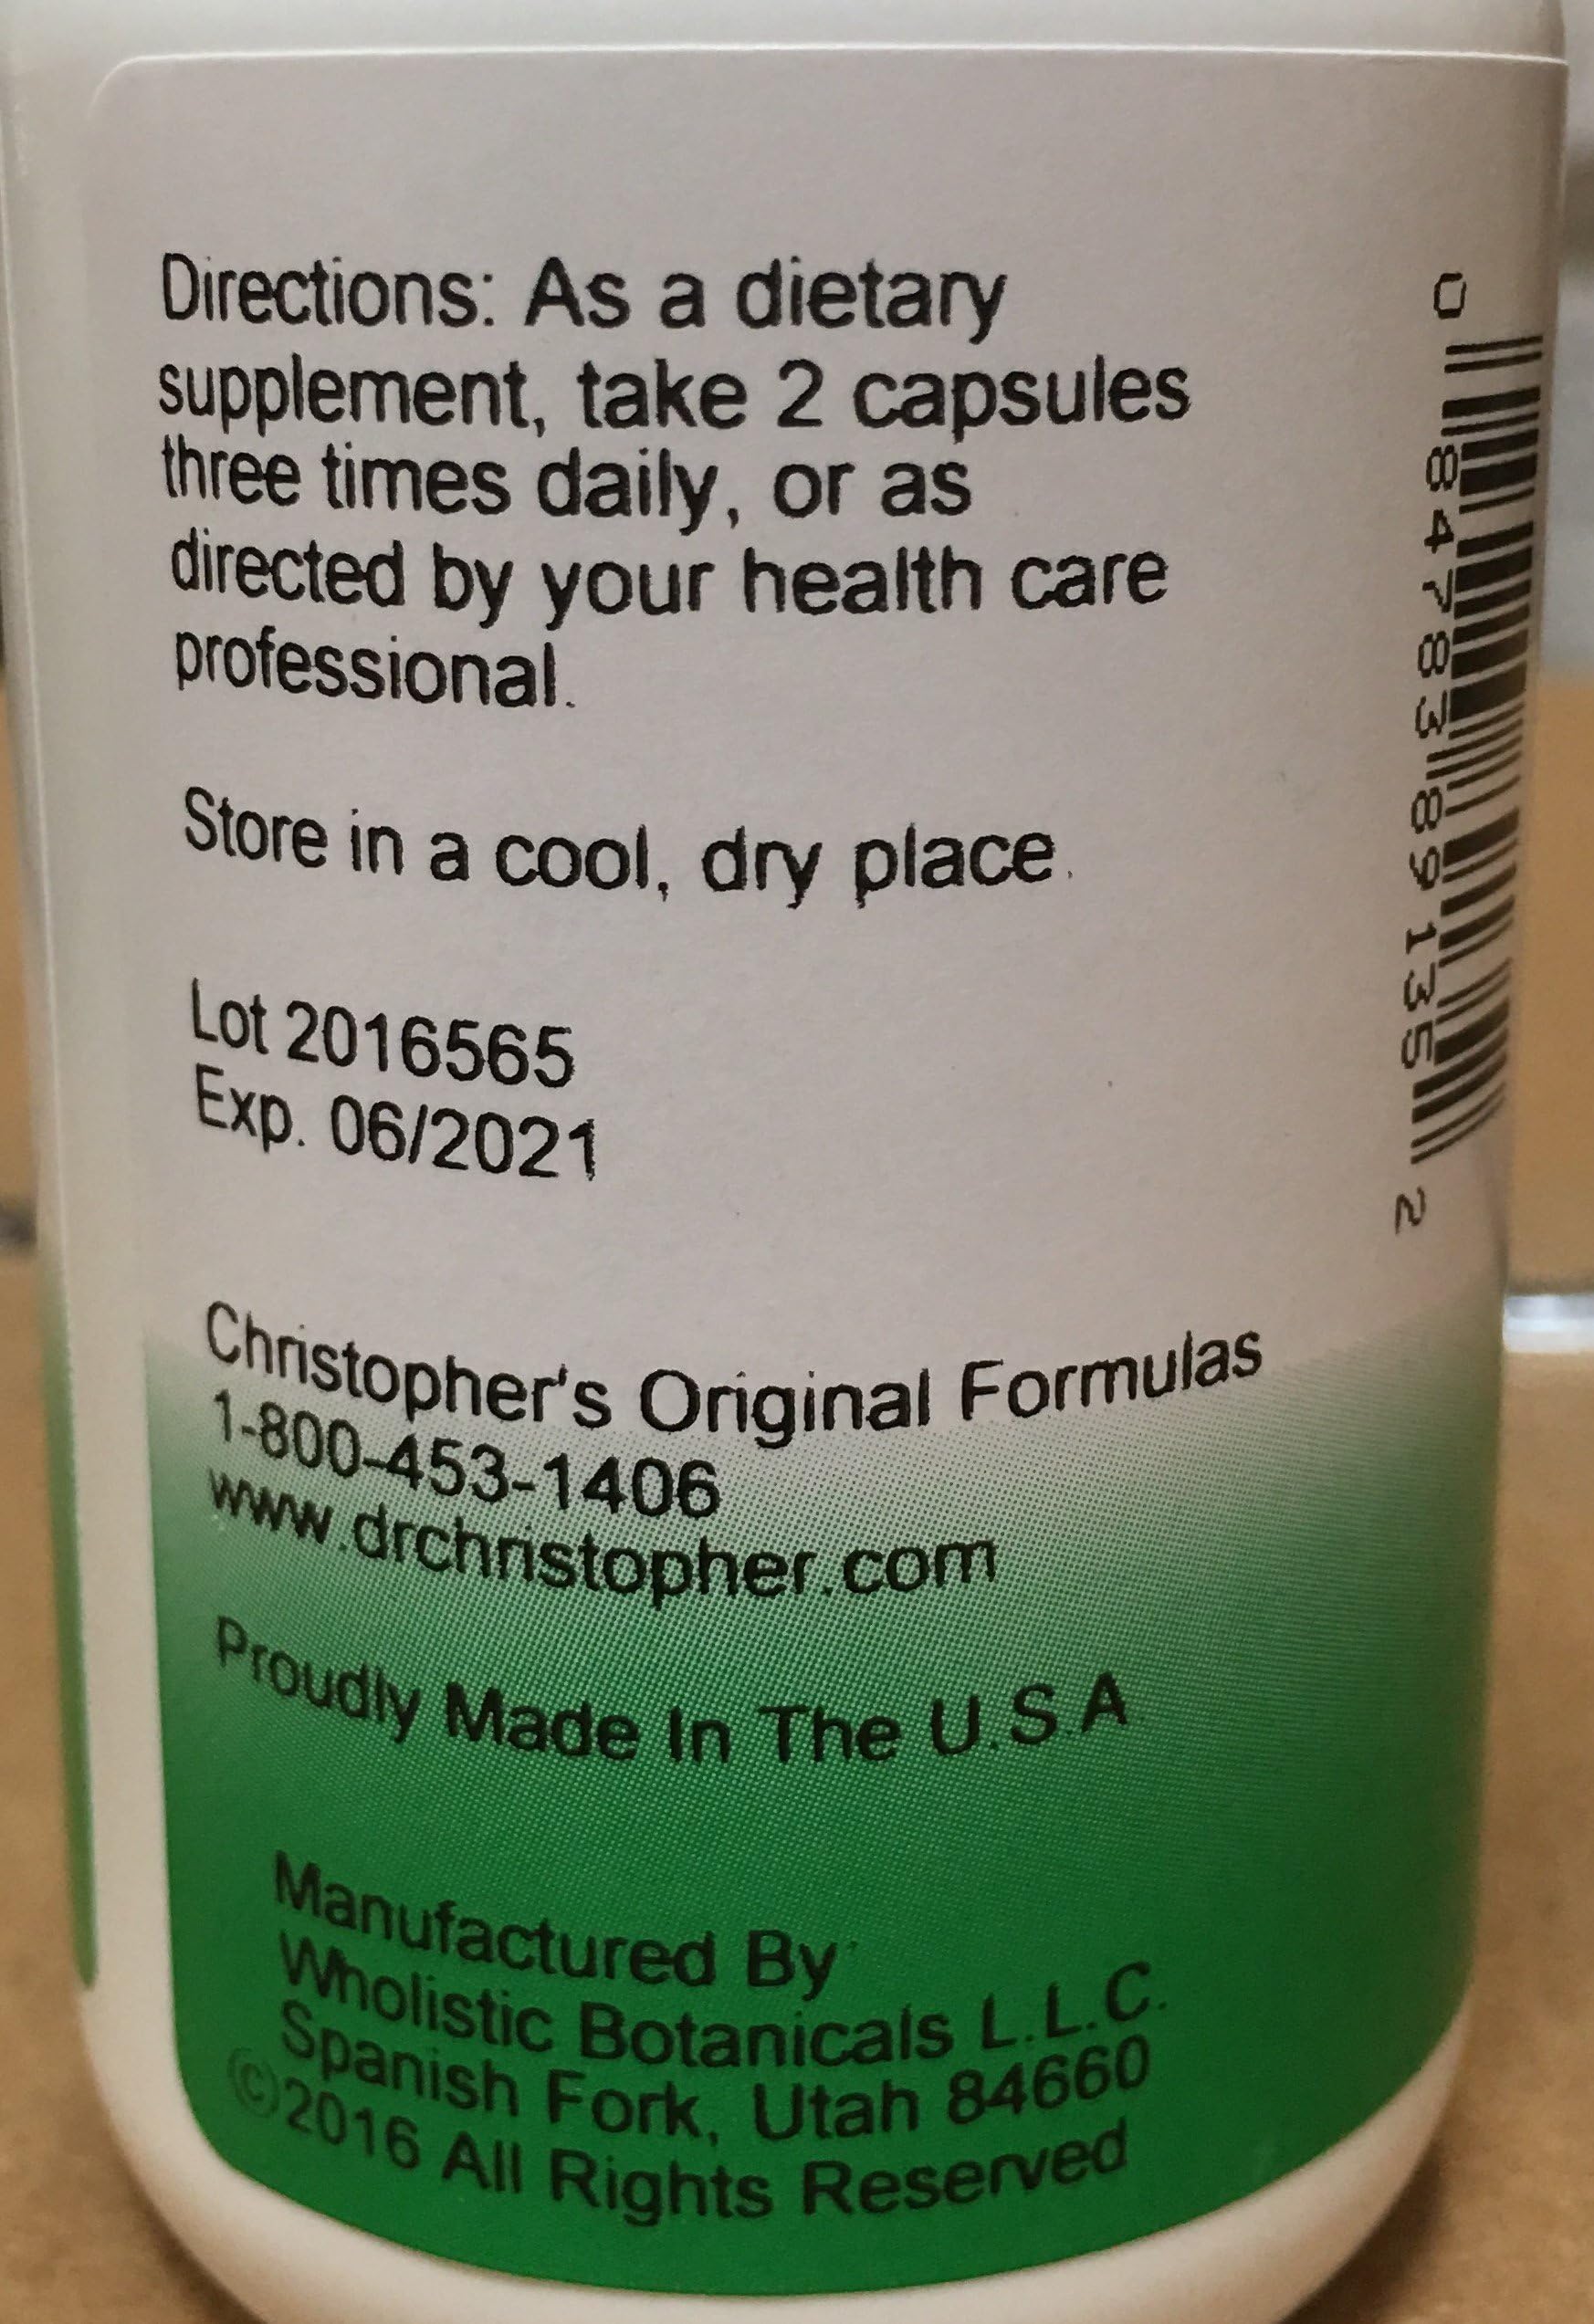 Directions: As a dietary
supplement, take 2 capsules
three times daily, or as
directed by your health care
professional.
Store in a cool, dry place.
Lot 2016565
Exp. 06/2021
Christopher's Original Formulas
1-800-453-1406
www.drchristopher.com
Proudly Made In The U.S.A.
Manufactured By
Wholistic Botanicals L.L.C.
Spanish Fork, Utah 84660
©2016 All Rights Reserved
0 84783 89135 2